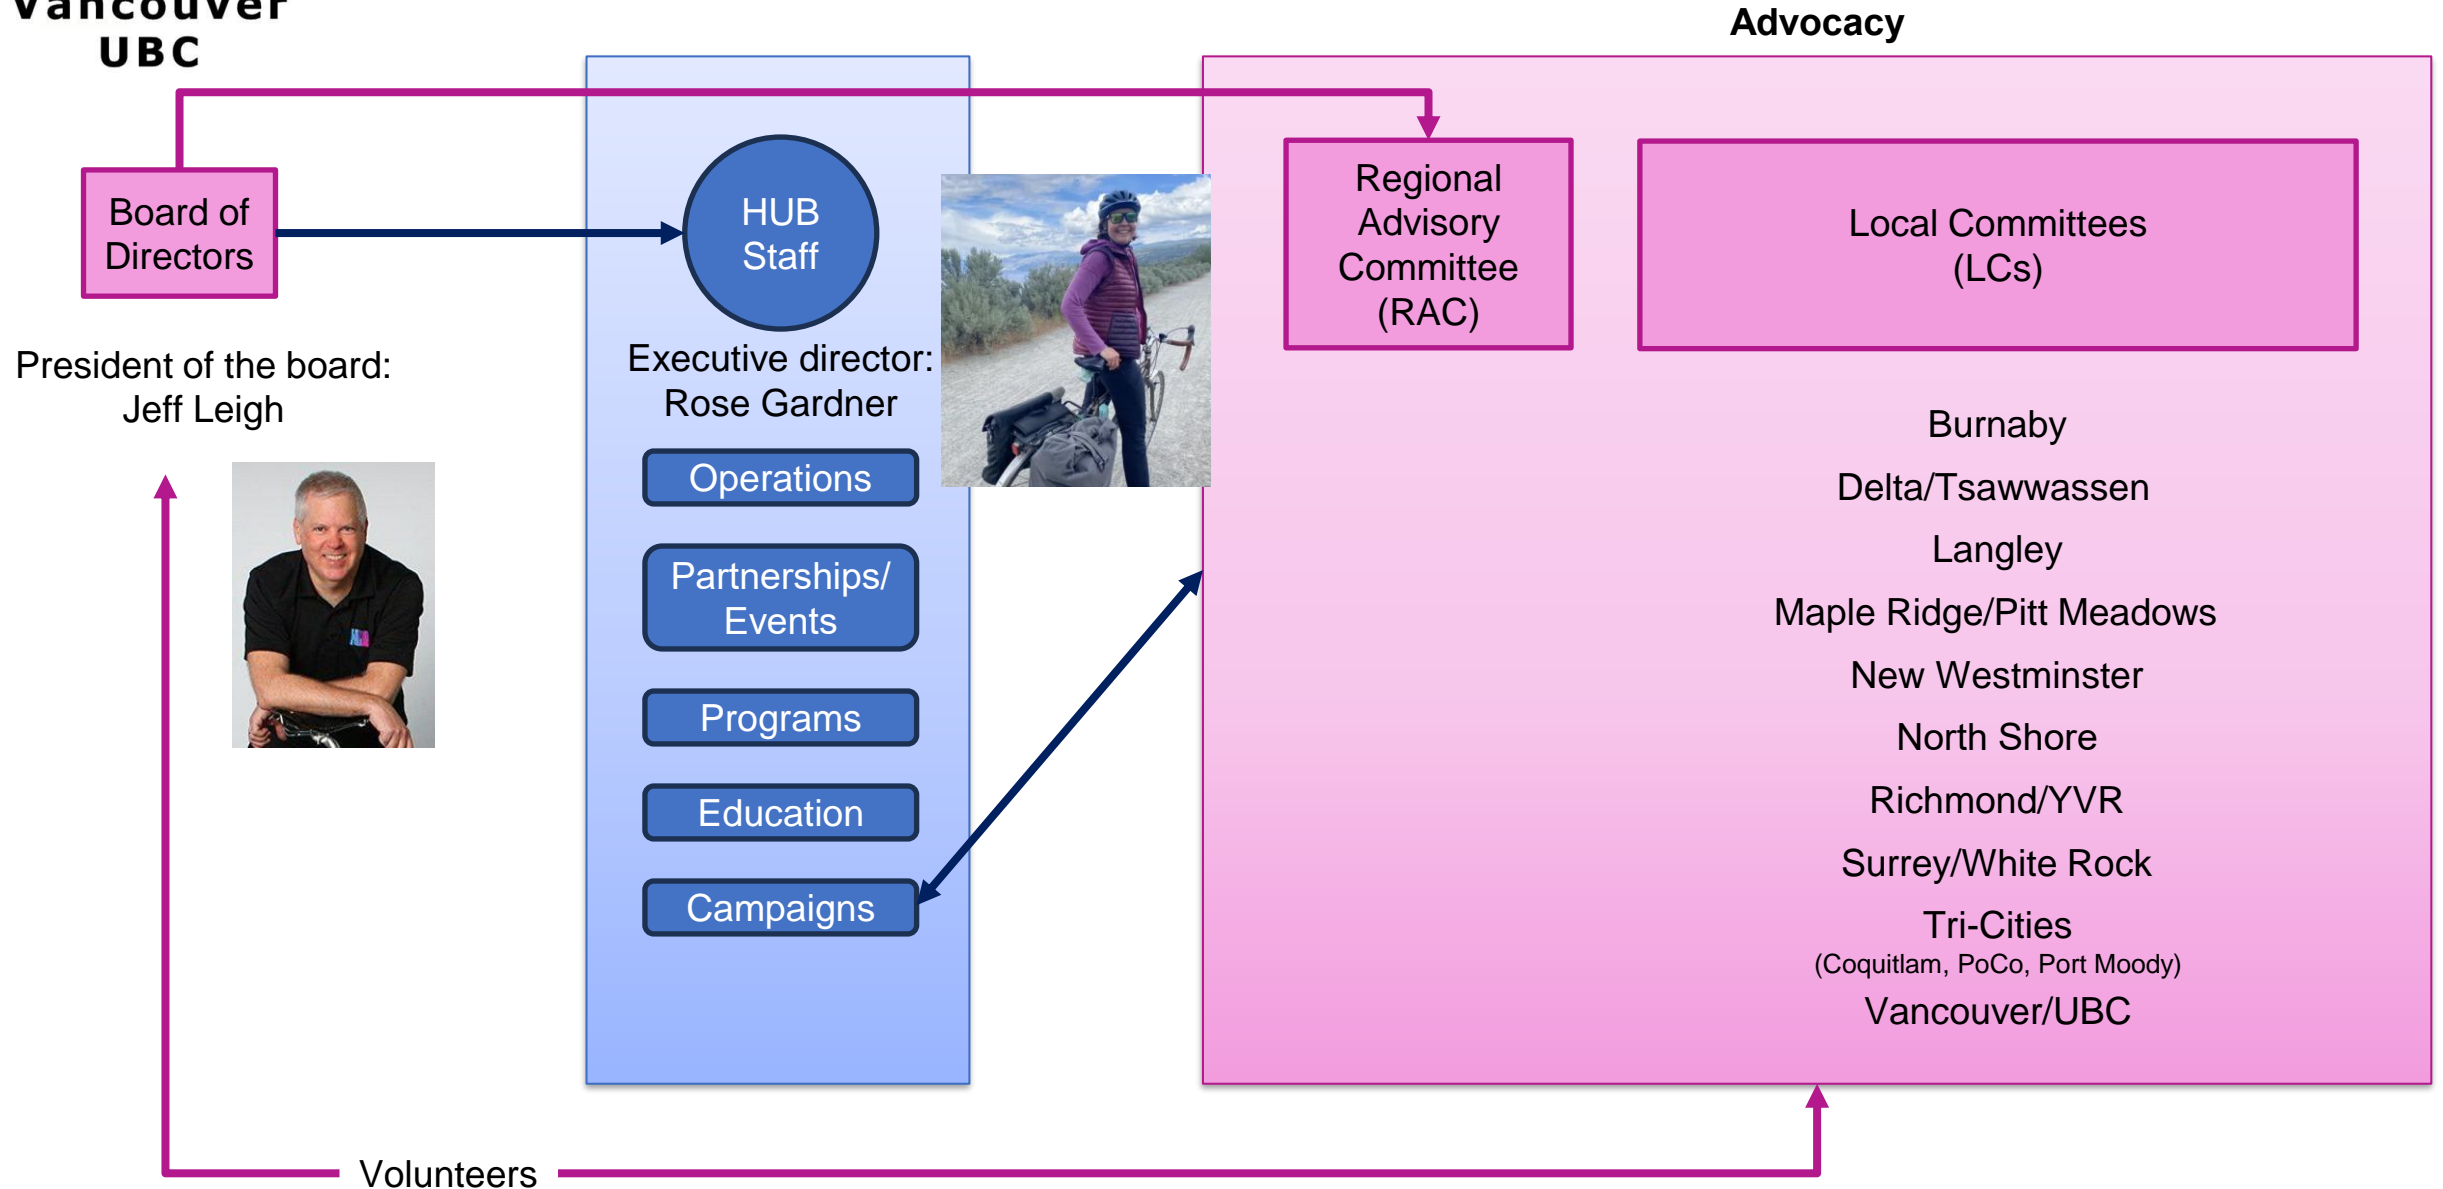 Vancouver
UBC
Advocacy
Board of
Directors
President of the board:
Jeff Leigh
HUB
Staff
Executive director:
Rose Gardner
Operations
Partnerships/
Events
Programs
Education
Campaigns
Regional
Advisory
Committee
(RAC)
Local Committees
(LCs)
Burnaby
Delta/Tsawwassen
Langley
Maple Ridge/Pitt Meadows
New Westminster
North Shore
Richmond/YVR
Surrey/White Rock
Tri-Cities
(Coquitlam, PoCo, Port Moody)
Vancouver/UBC
Volunteers